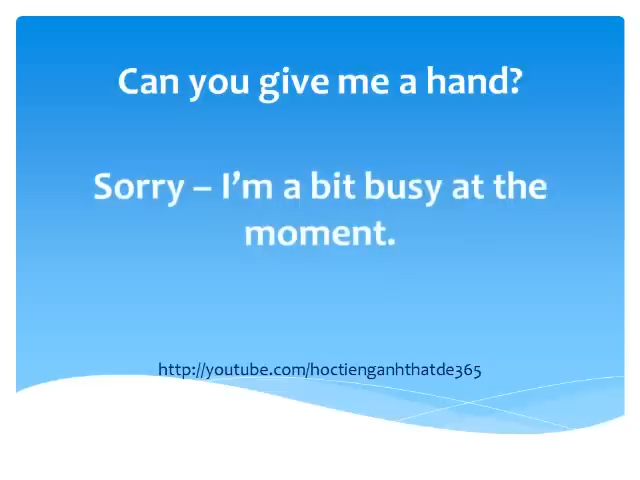 Can you give me a hand?
Sorry – I’m a bit busy at the
moment.
http://youtube.com/hoctienganhthatde365